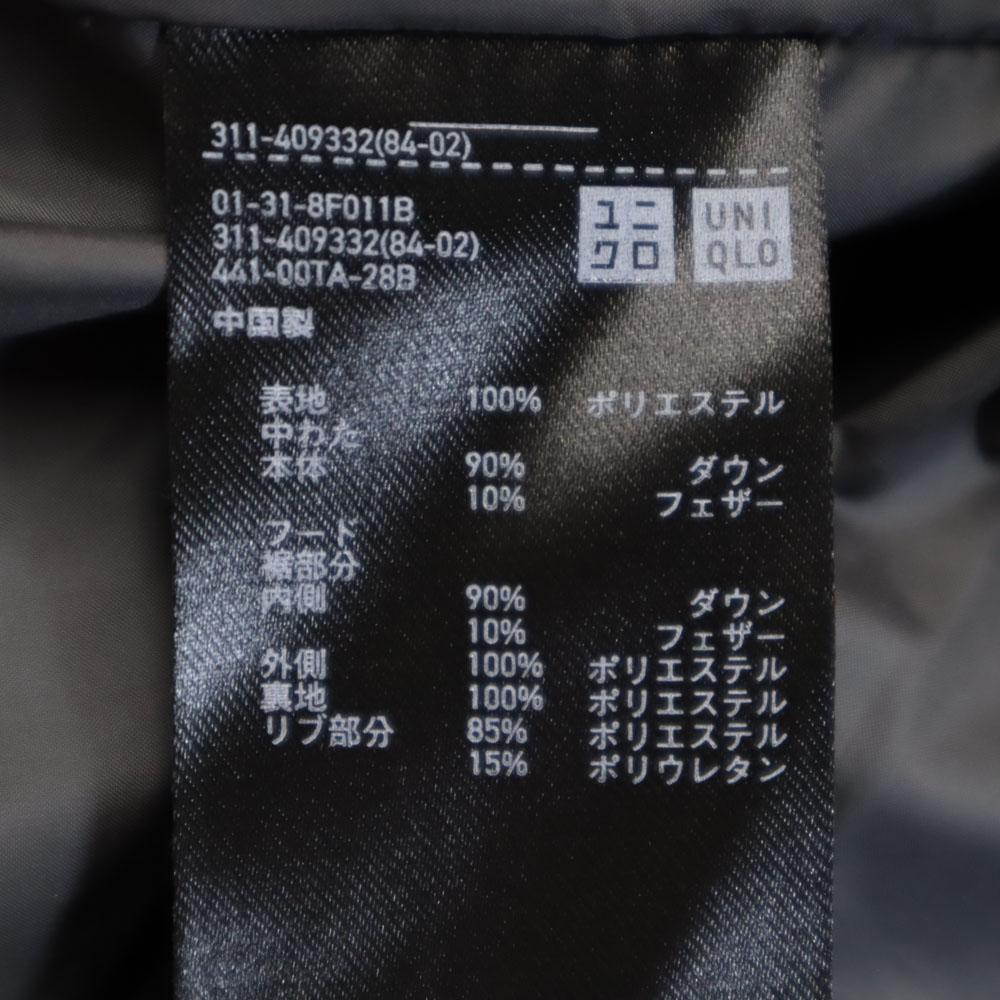 311-409332(84-02)
01-31-8F011B
311-409332(84-02)
441-00TA-28B
ユニ
クロ
UNI
QLO
中国製
表地 100% ポリエステル
中わた
本体 90% ダウン
10% フェザー
フード
裾部分
内側 90% ダウン
10% フェザー
外側 100% ポリエステル
裏地 100% ポリエステル
リブ部分 85% ポリエステル
15% ポリウレタン